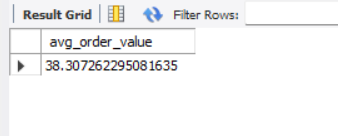 Result Grid Filter Rows:
avg_order_value
38.307262295081635